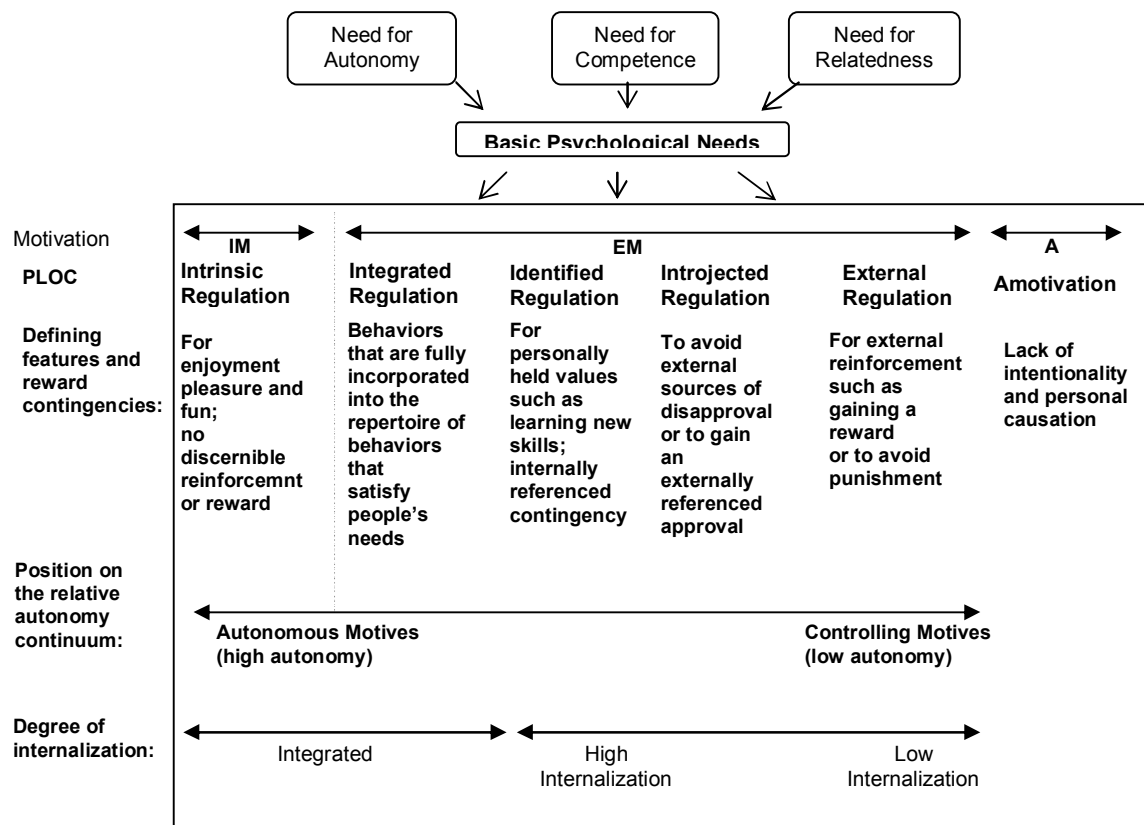 Need for
Autonomy
Need for
Competence
Need for
Relatedness
Basic Psychological Needs
Motivation
IM
EM
A
PLOC
Intrinsic
Regulation
Integrated
Regulation
Identified
Regulation
Introjected
Regulation
External
Regulation
Amotivation
Defining
features and
reward
contingencies:
For
enjoyment
pleasure and
fun;
no
discernible
reinforcemnt
or reward
Behaviors
that are fully
incorporated
into the
repertoire of
behaviors
that
satisfy
people's
needs
For
personally
held values
such as
learning new
skills;
internally
referenced
contingency
To avoid
external
sources of
disapproval
or to gain
an
externally
referenced
approval
For external
reinforcement
such as
gaining a
reward
or to avoid
punishment
Lack of
intentionality
and personal
causation
Position on
the relative
autonomy
continuum:
Autonomous Motives
(high autonomy)
Controlling Motives
(low autonomy)
Degree of
internalization:
Integrated
High
Internalization
Low
Internalization